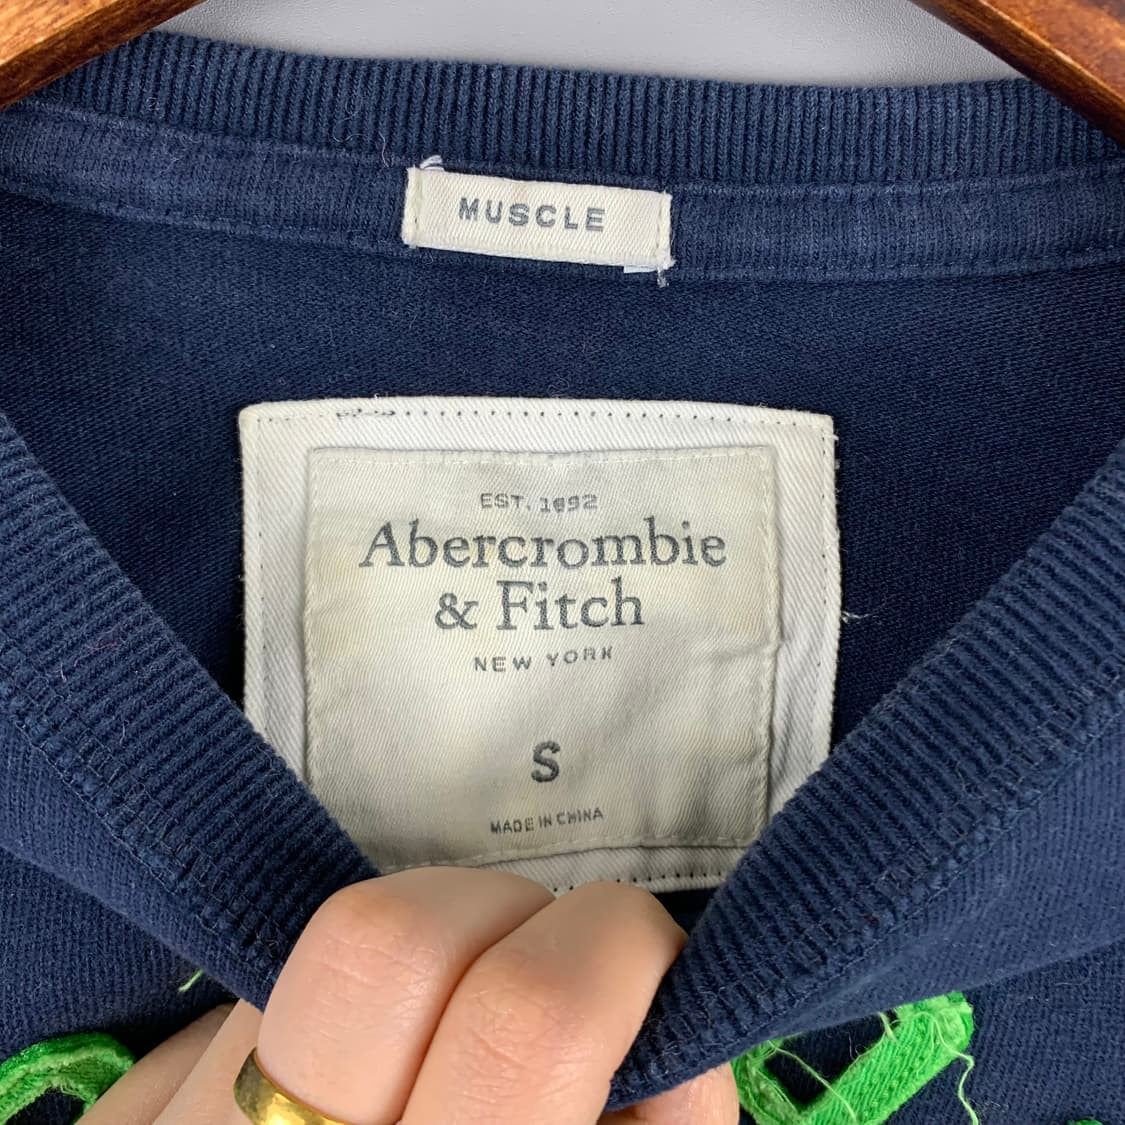 MUSCLE
EST. 1892
Abercrombie
& Fitch
NEW YORK
S
MADE IN CHINA